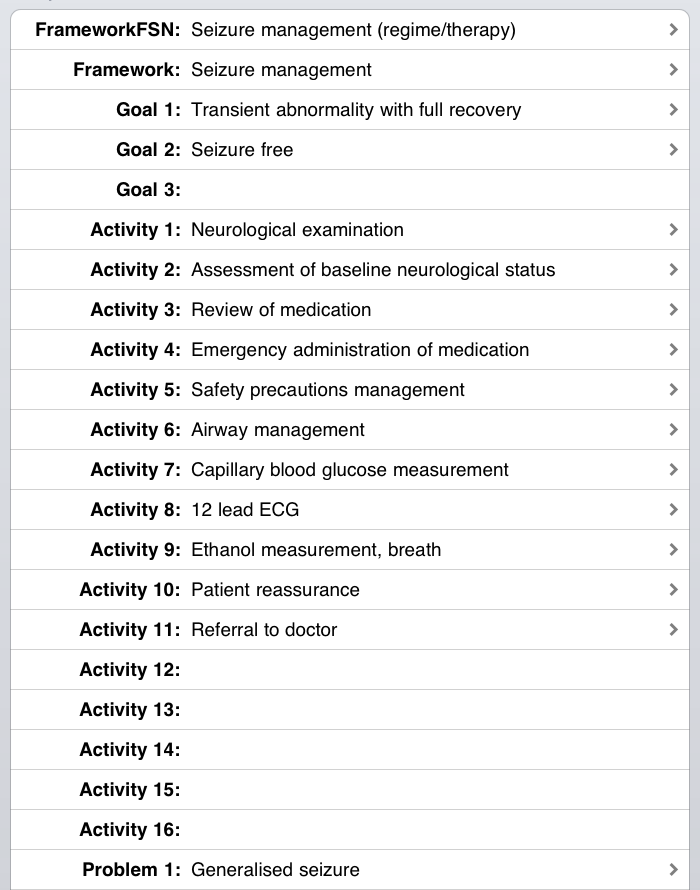 FrameworkFSN: Seizure management (regime/therapy)
Framework: Seizure management
Goal 1: Transient abnormality with full recovery
Goal 2: Seizure free
Goal 3:
Activity 1: Neurological examination
Activity 2: Assessment of baseline neurological status
Activity 3: Review of medication
Activity 4: Emergency administration of medication
Activity 5: Safety precautions management
Activity 6: Airway management
Activity 7: Capillary blood glucose measurement
Activity 8: 12 lead ECG
Activity 9: Ethanol measurement, breath
Activity 10: Patient reassurance
Activity 11: Referral to doctor
Activity 12:
Activity 13:
Activity 14:
Activity 15:
Activity 16:
Problem 1: Generalised seizure